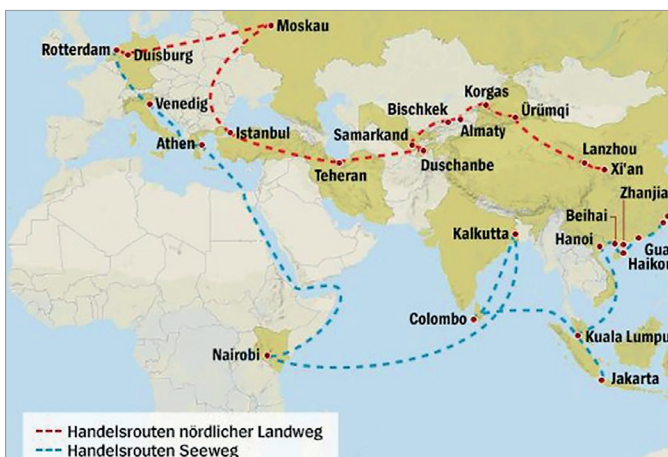 Moskau
Rotterdam
Duisburg
Venedig
Korgas
Bischkek
Ürümqi
Istanbul
Samarkand
Almaty
Athen
Lanzhou
Duschanbe
Teheran
Xi'an
Zhanjia
Beihai
Kalkutta
Hanoi
Gua
Haikou
Colombo
Kuala Lumpu
Nairobi
Jakarta
Handelsrouten nördlicher Landweg
Handelsrouten Seeweg